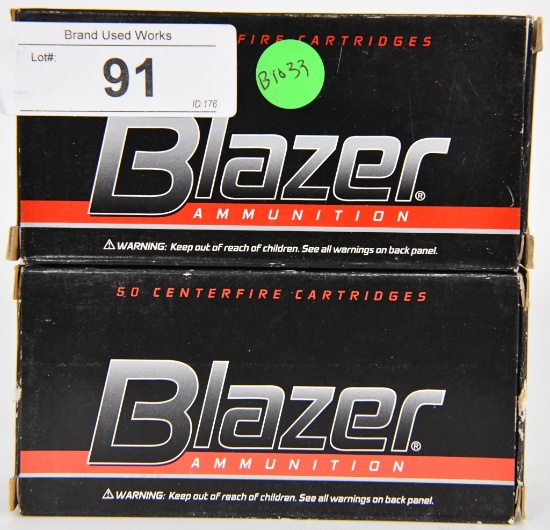 Brand Used Works
Lot#:
91
ID:176
FIRE CARTRIDGES
B1033
Blazer®
AMMUNITION
⚠ WARNING: Keep out of reach of children. See all warnings on back panel.
50 CENTERFIRE CARTRIDGES
Blazer®
AMMUNITION
⚠ WARNING: Keep out of reach of children. See all warnings on back panel.